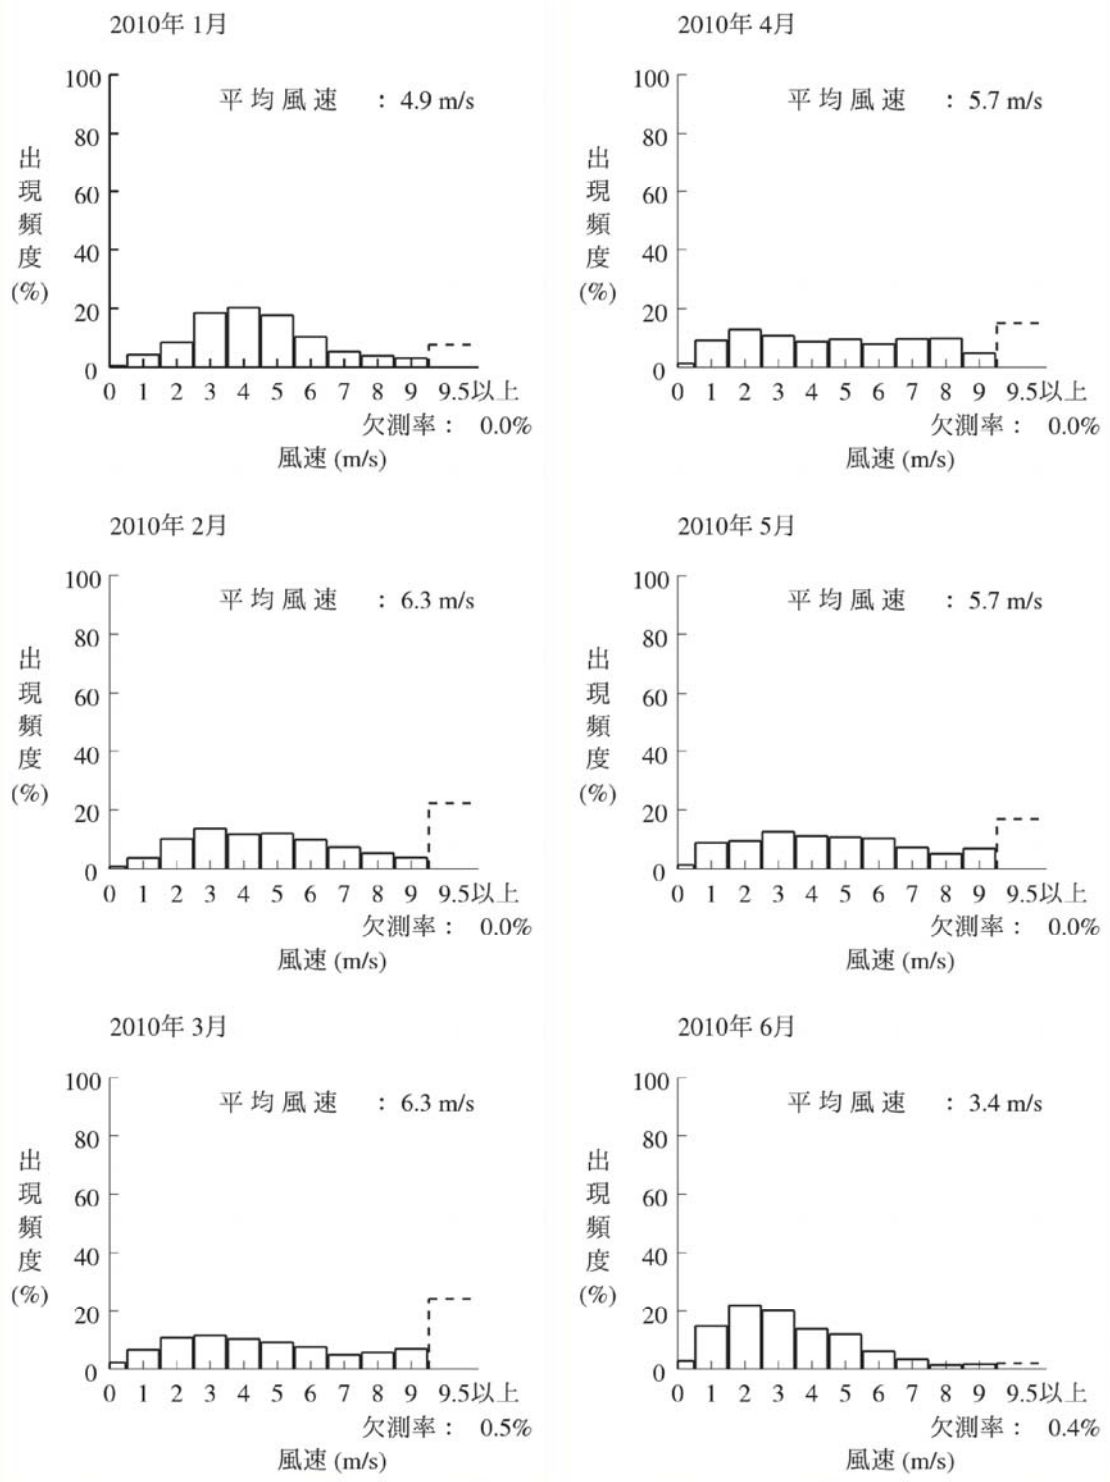 2010年 1月
平均風速 : 4.9 m/s
出現頻度(%)
100
80
60
40
20
0
0 1 2 3 4 5 6 7 8 9 9.5以上
欠測率： 0.0%
風速 (m/s)
2010年 2月
平均風速 : 6.3 m/s
出現頻度(%)
100
80
60
40
20
0
0 1 2 3 4 5 6 7 8 9 9.5以上
欠測率： 0.0%
風速 (m/s)
2010年 3月
平均風速 : 6.3 m/s
出現頻度(%)
100
80
60
40
20
0
0 1 2 3 4 5 6 7 8 9 9.5以上
欠測率： 0.5%
風速 (m/s)
2010年 4月
平均風速 : 5.7 m/s
出現頻度(%)
100
80
60
40
20
0
0 1 2 3 4 5 6 7 8 9 9.5以上
欠測率： 0.0%
風速 (m/s)
2010年 5月
平均風速 : 5.7 m/s
出現頻度(%)
100
80
60
40
20
0
0 1 2 3 4 5 6 7 8 9 9.5以上
欠測率： 0.0%
風速 (m/s)
2010年 6月
平均風速 : 3.4 m/s
出現頻度(%)
100
80
60
40
20
0
0 1 2 3 4 5 6 7 8 9 9.5以上
欠測率： 0.4%
風速 (m/s)